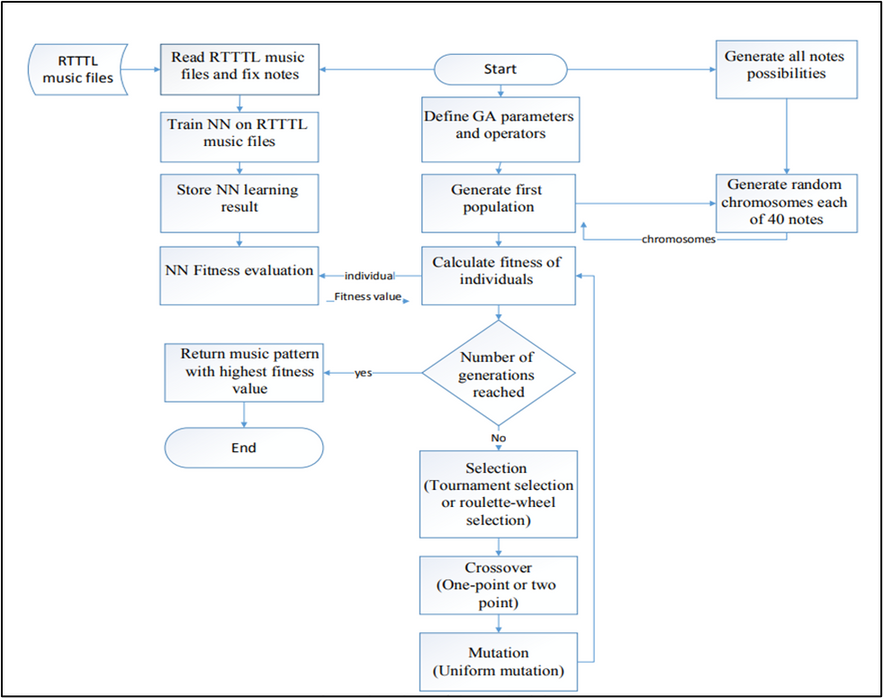 RTTTL
music files
Read RTTTL music
files and fix notes
Start
Generate all notes
possibilities
Train NN on RTTTL
music files
Define GA parameters
and operators
Store NN learning
result
Generate first
population
Generate random
chromosomes each
of 40 notes
chromosomes
NN Fitness evaluation
individual
Fitness value
Calculate fitness of
individuals
Number of
generations
reached
yes
Return music pattern
with highest fitness
value
End
No
Selection
(Tournament selection
or roulette-wheel
selection)
Crossover
(One-point or two
point)
Mutation
(Uniform mutation)